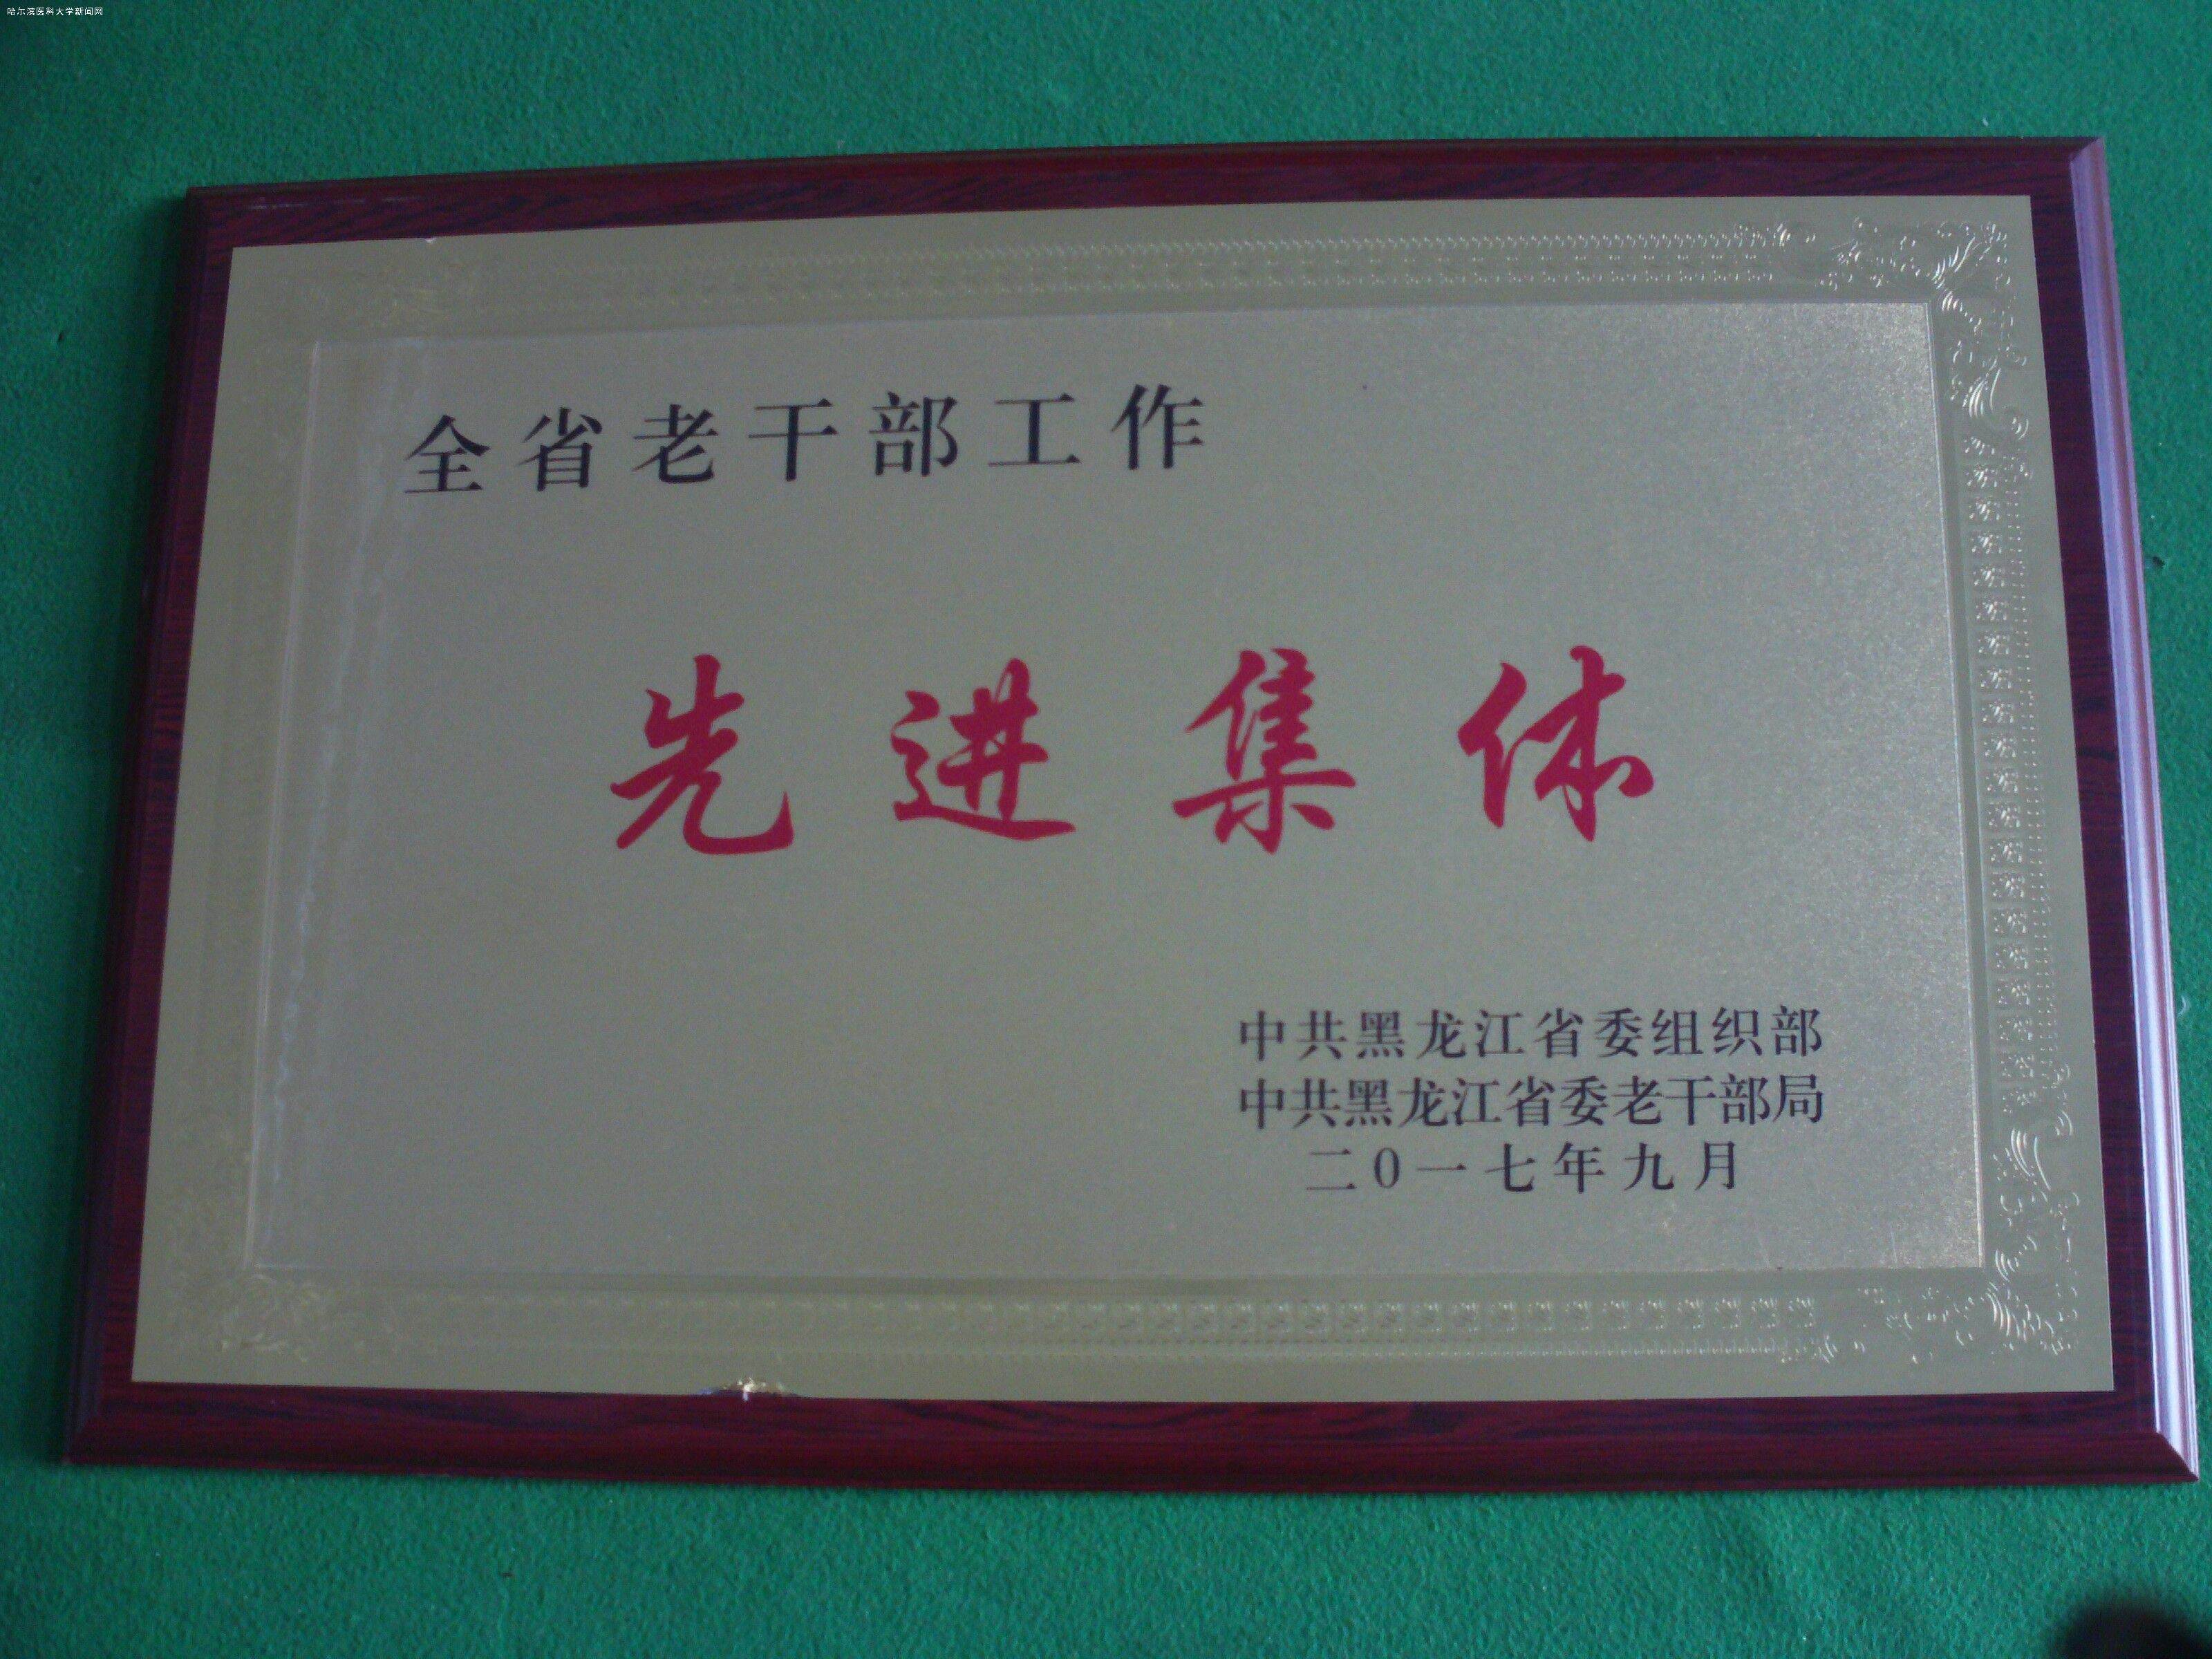 哈尔滨医科大学新闻网
全省老干部工作
先进集体
中共黑龙江省委组织部
中共黑龙江省委老干部局
二0一七年九月